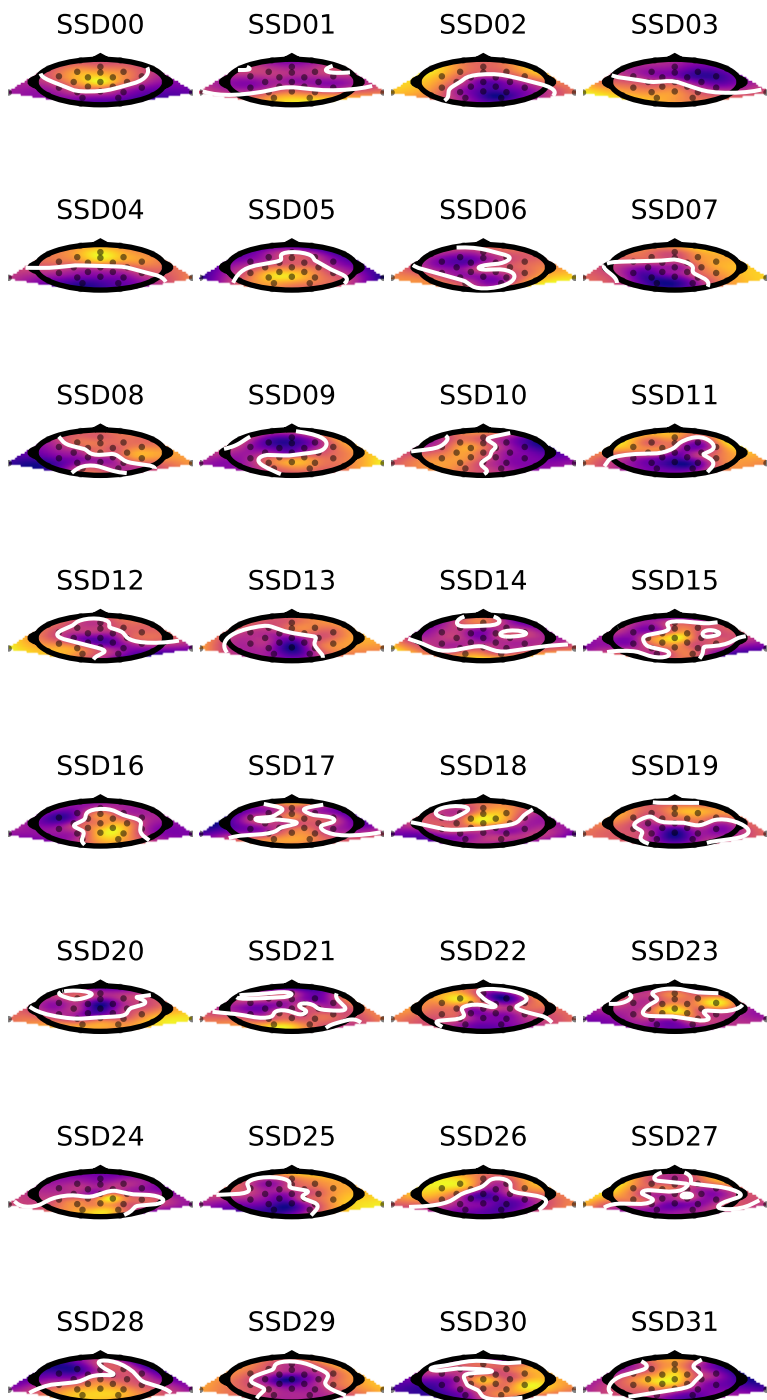 SSD00 SSD01 SSD02 SSD03
SSD04 SSD05 SSD06 SSD07
SSD08 SSD09 SSD10 SSD11
SSD12 SSD13 SSD14 SSD15
SSD16 SSD17 SSD18 SSD19
SSD20 SSD21 SSD22 SSD23
SSD24 SSD25 SSD26 SSD27
SSD28 SSD29 SSD30 SSD31